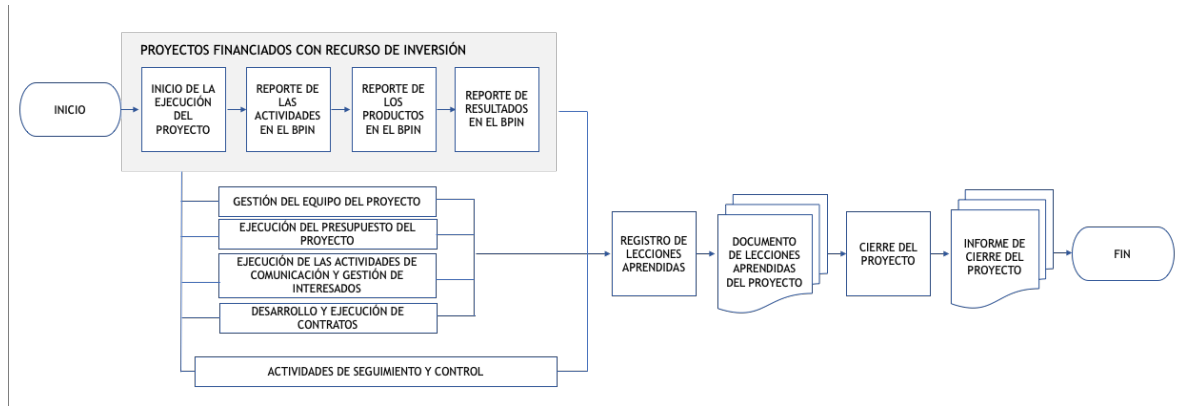 PROYECTOS FINANCIADOS CON RECURSO DE INVERSIÓN
INICIO
INICIO DE LA
EJECUCIÓN
DEL
PROYECTO
REPORTE DE
LAS
ACTIVIDADES
EN EL BPIN
REPORTE DE
LOS
PRODUCTOS
EN EL BPIN
REPORTE DE
RESULTADOS
EN EL BPIN
GESTIÓN DEL EQUIPO DEL PROYECTO
EJECUCIÓN DEL PRESUPUESTO DEL
PROYECTO
EJECUCIÓN DE LAS ACTIVIDADES DE
COMUNICACIÓN Y GESTIÓN DE
INTERESADOS
DESARROLLO Y EJECUCIÓN DE
CONTRATOS
ACTIVIDADES DE SEGUIMIENTO Y CONTROL
REGISTRO DE
LECCIONES
APRENDIDAS
DOCUMENTO
DE LECCIONES
APRENDIDAS
DEL PROYECTO
CIERRE DEL
PROYECTO
INFORME DE
CIERRE DEL
PROYECTO
FIN